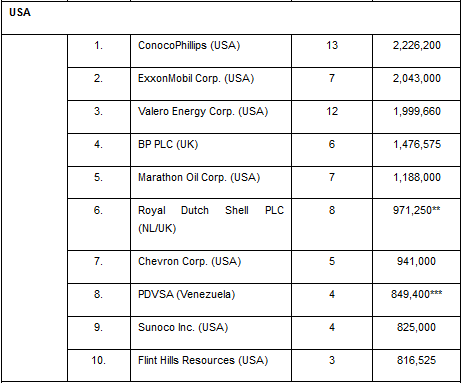 USA
1. ConocoPhillips (USA) 13 2,226,200
2. ExxonMobil Corp. (USA) 7 2,043,000
3. Valero Energy Corp. (USA) 12 1,999,660
4. BP PLC (UK) 6 1,476,575
5. Marathon Oil Corp. (USA) 7 1,188,000
6. Royal Dutch Shell PLC 8 971,250**
(NL/UK)
7. Chevron Corp. (USA) 5 941,000
8. PDVSA (Venezuela) 4 849,400***
9. Sunoco Inc. (USA) 4 825,000
10. Flint Hills Resources (USA) 3 816,525